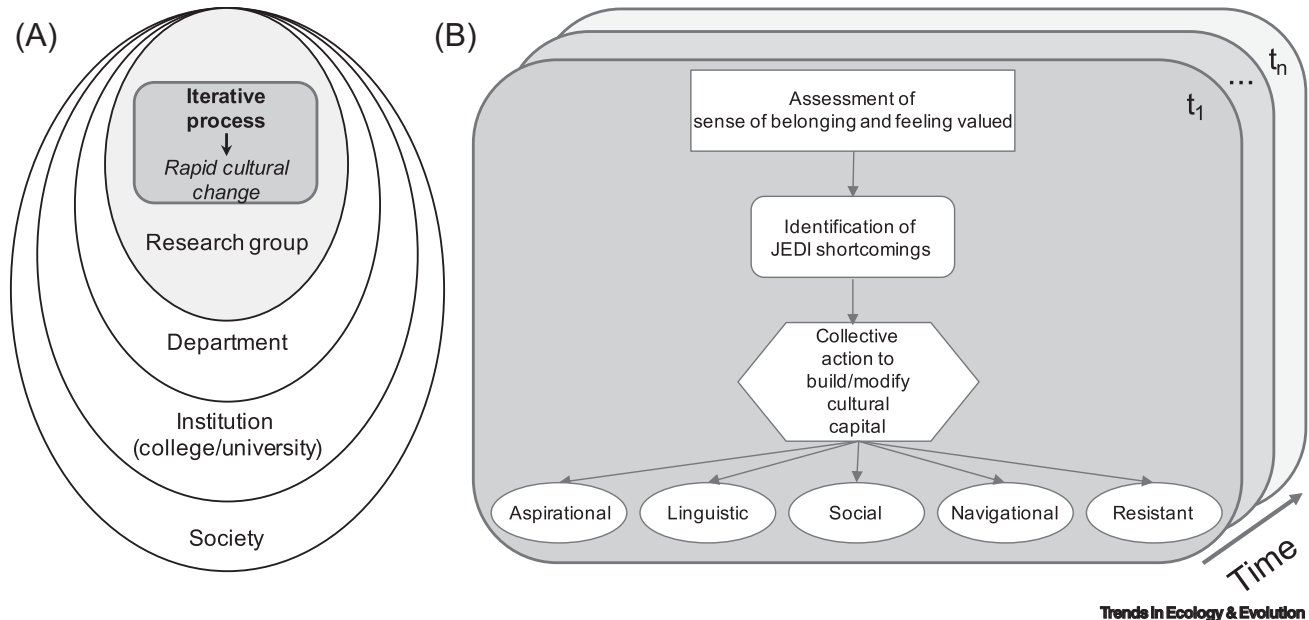 (A)
Iterative
process
Rapid cultural
change
Research group
Department
Institution
(college/university)
Society
(B)
tn
...
t1
Assessment of
sense of belonging and feeling valued
Identification of
JEDI shortcomings
Collective
action to
build/modify
cultural
capital
Aspirational
Linguistic
Social
Navigational
Resistant
Time
Trends in Ecology & Evolution